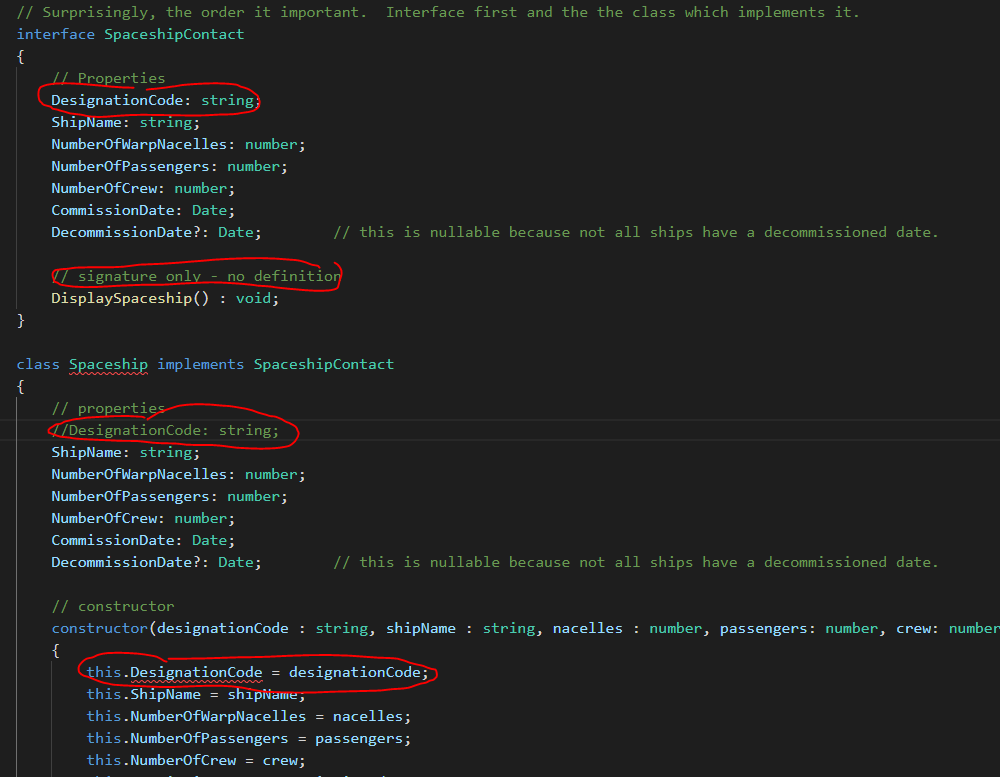 // Surprisingly, the order it important.  Interface first and the the class which implements it.
interface SpaceshipContact
{
// Properties
DesignationCode: string;
ShipName: string;
NumberOfWarpNacelles: number;
NumberOfPassengers: number;
NumberOfCrew: number;
CommissionDate: Date;
DecommissionDate?: Date;        // this is nullable because not all ships have a decommissioned date.
// signature only - no definition
DisplaySpaceship() : void;
}
class Spaceship implements SpaceshipContact
{
// properties
//DesignationCode: string;
ShipName: string;
NumberOfWarpNacelles: number;
NumberOfPassengers: number;
NumberOfCrew: number;
CommissionDate: Date;
DecommissionDate?: Date;        // this is nullable because not all ships have a decommissioned date.
// constructor
constructor(designationCode : string, shipName : string, nacelles : number, passengers: number, crew: number
{
this.DesignationCode = designationCode;
this.ShipName = shipName;
this.NumberOfWarpNacelles = nacelles;
this.NumberOfPassengers = passengers;
this.NumberOfCrew = crew;